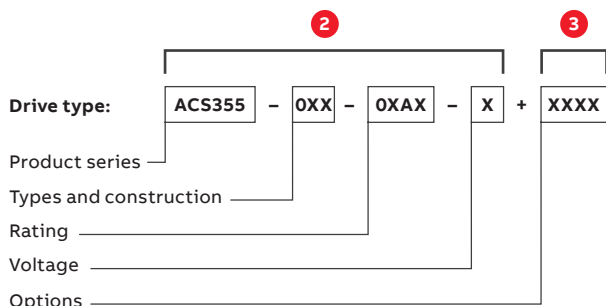 2 3
Drive type: ACS355 – 0XX – 0XAX – X + XXXX
Product series
Types and construction
Rating
Voltage
Options